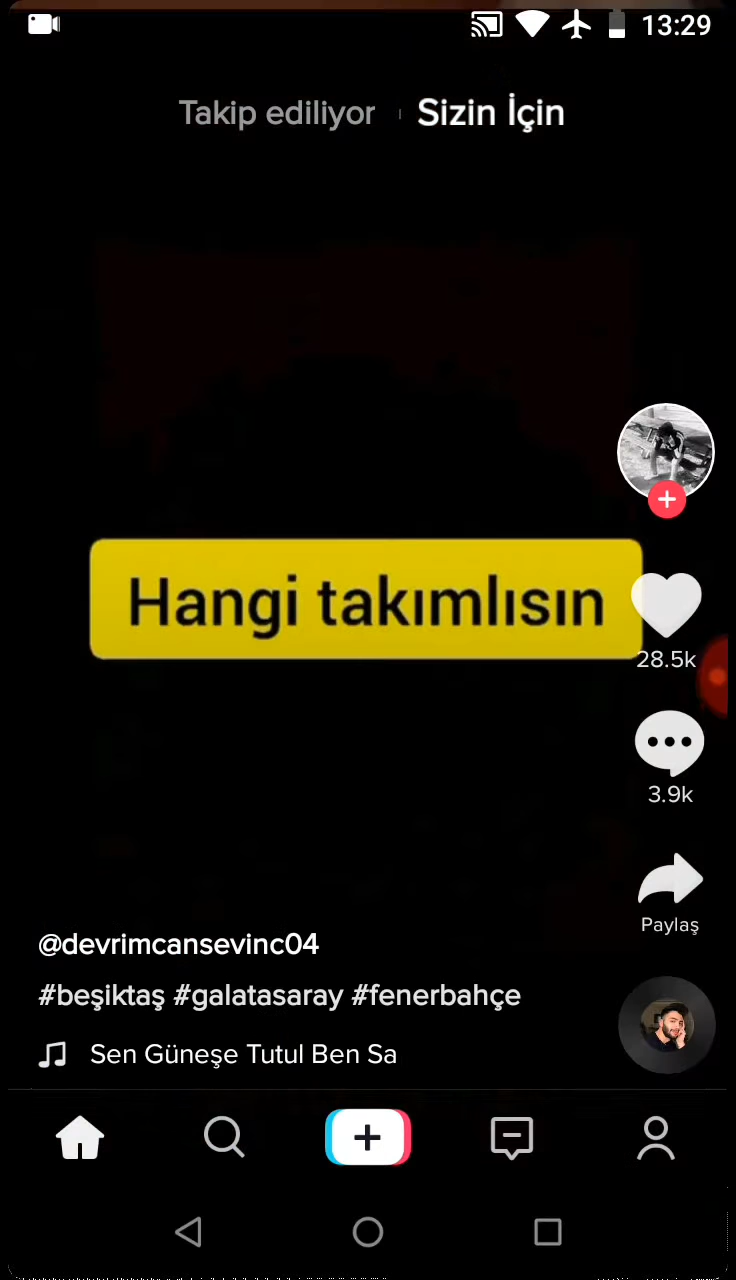 13:29
Takip ediliyor Sizin İçin
Hangi takımlısın
28.5k
3.9k
Paylaş
@devrimcansevinc04
#beşiktaş #galatasaray #fenerbahçe
Sen Güneşe Tutul Ben Sa